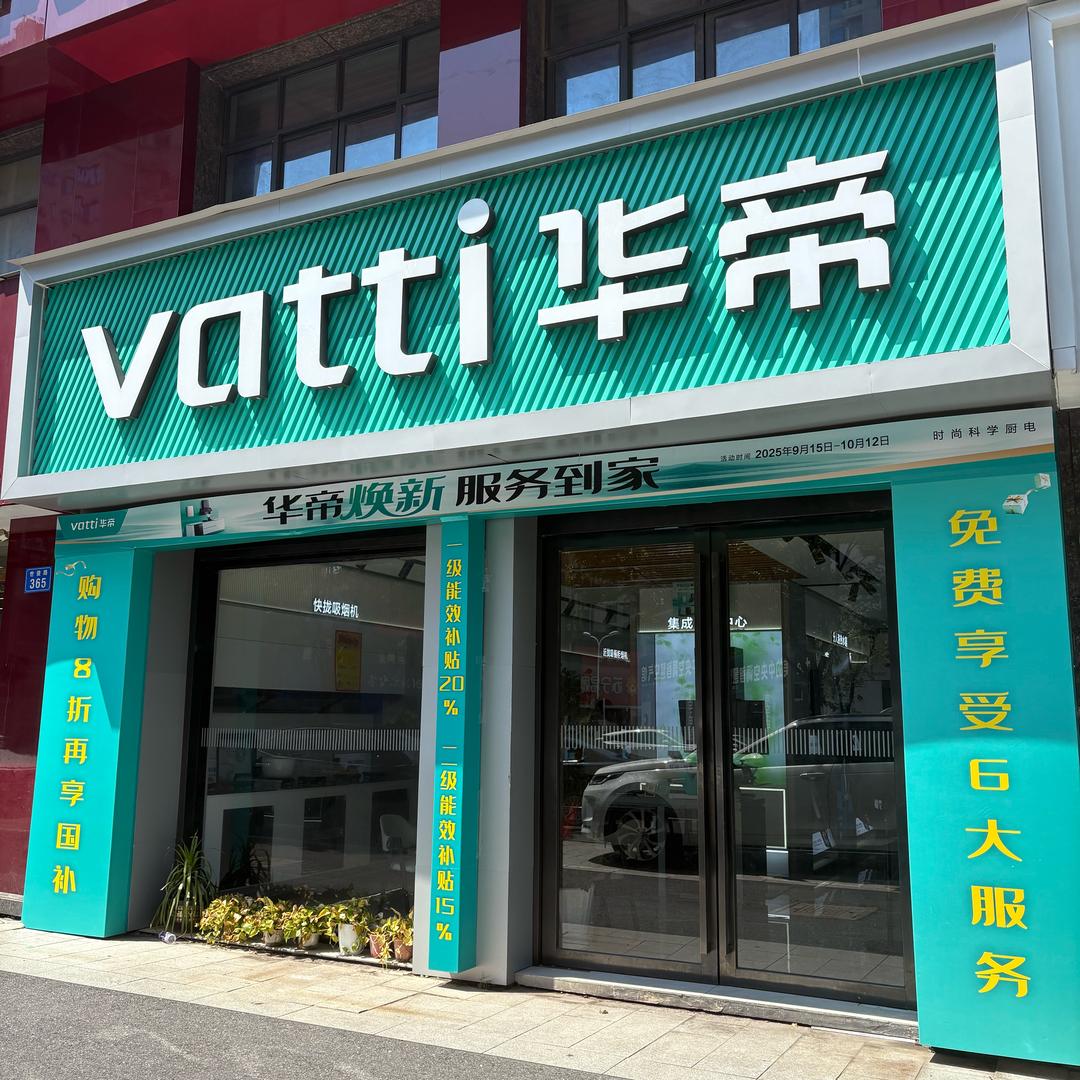 vatti 华帝
vatti 华帝
华帝焕新 服务到家
活动时间 2025年9月15日-10月12日
时尚科学厨电
365
购物8折再享国补
一级能效补贴20% 二级能效补贴15%
免费享受6大服务
快拢吸烟机
集成
中心